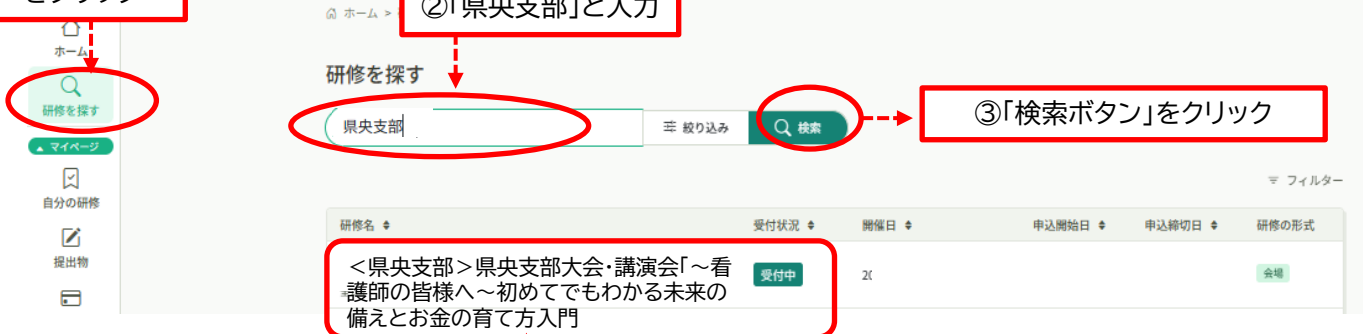 ②「県央支部」と入力
ホーム >
ホーム
研修を探す
研修を探す
県央支部
絞り込み
検索
③「検索ボタン」をクリック
マイページ
フィルター
自分の研修
研修名
受付状況
開催日
申込開始日
申込締切日
研修の形式
提出物
<県央支部>県央支部大会・講演会「~看
護師の皆様へ~初めてでもわかる未来の
備えとお金の育て方入門
受付中
会場